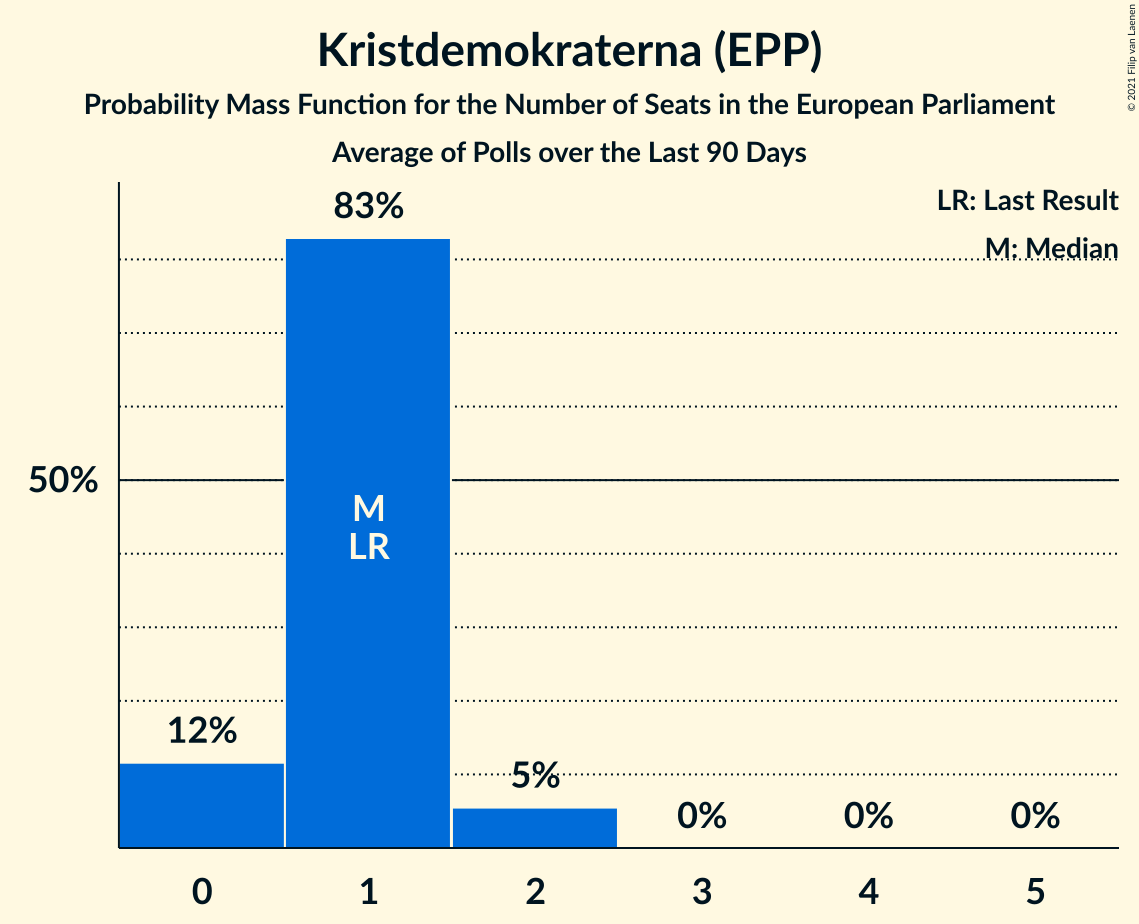 Kristdemokraterna (EPP)
Probability Mass Function for the Number of Seats in the European Parliament
Average of Polls over the Last 90 Days
© 2021 Filip van Laenen
LR: Last Result
M: Median
83%
50%
M
LR
12%
5%
0%
0%
0%
0
1
2
3
4
5